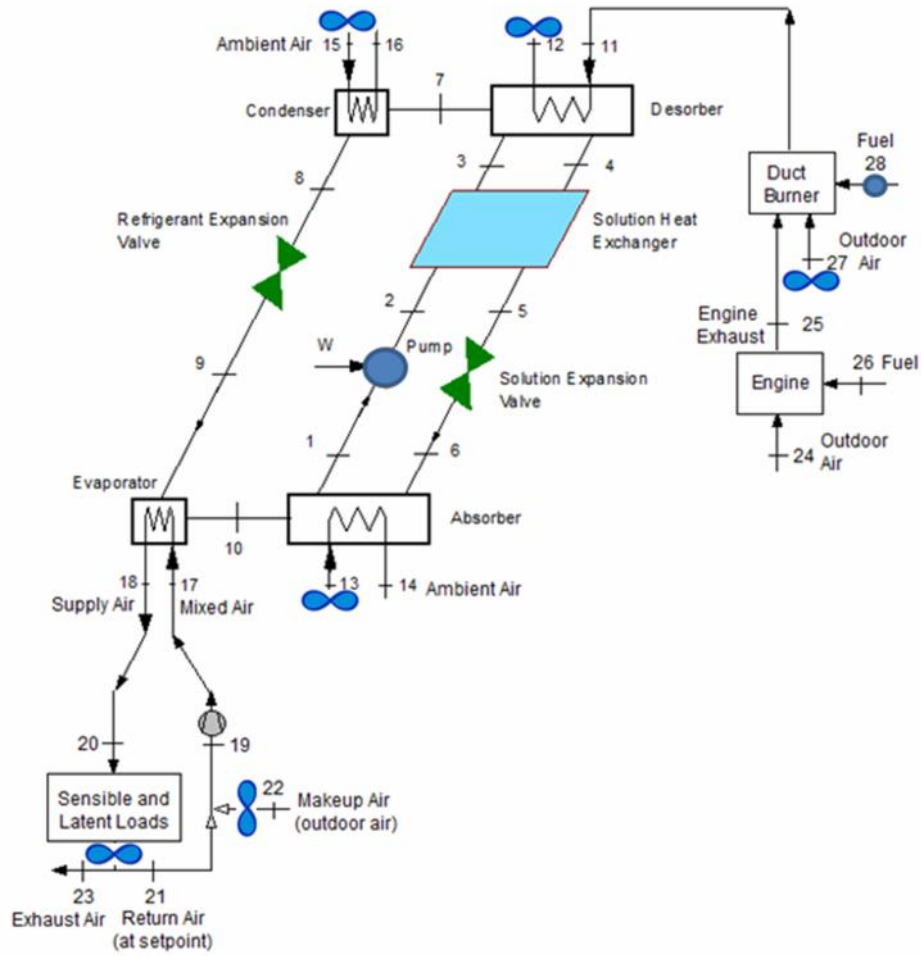 Ambient Air
15
16
12
11
7
Condenser
Desorber
3
4
Fuel
28
Duct
Burner
8
Refrigerant Expansion
Valve
Solution Heat
Exchanger
Outdoor
27
Air
2
5
Engine
Exhaust
25
W
Pump
9
Solution Expansion
Valve
26 Fuel
Engine
1
6
24
Outdoor
Air
Evaporator
10
Absorber
18
17
13
14
Ambient Air
Supply Air
Mixed Air
20
19
22
Sensible and
Latent Loads
Makeup Air
(outdoor air)
23
21
Exhaust Air
Return Air
(at setpoint)